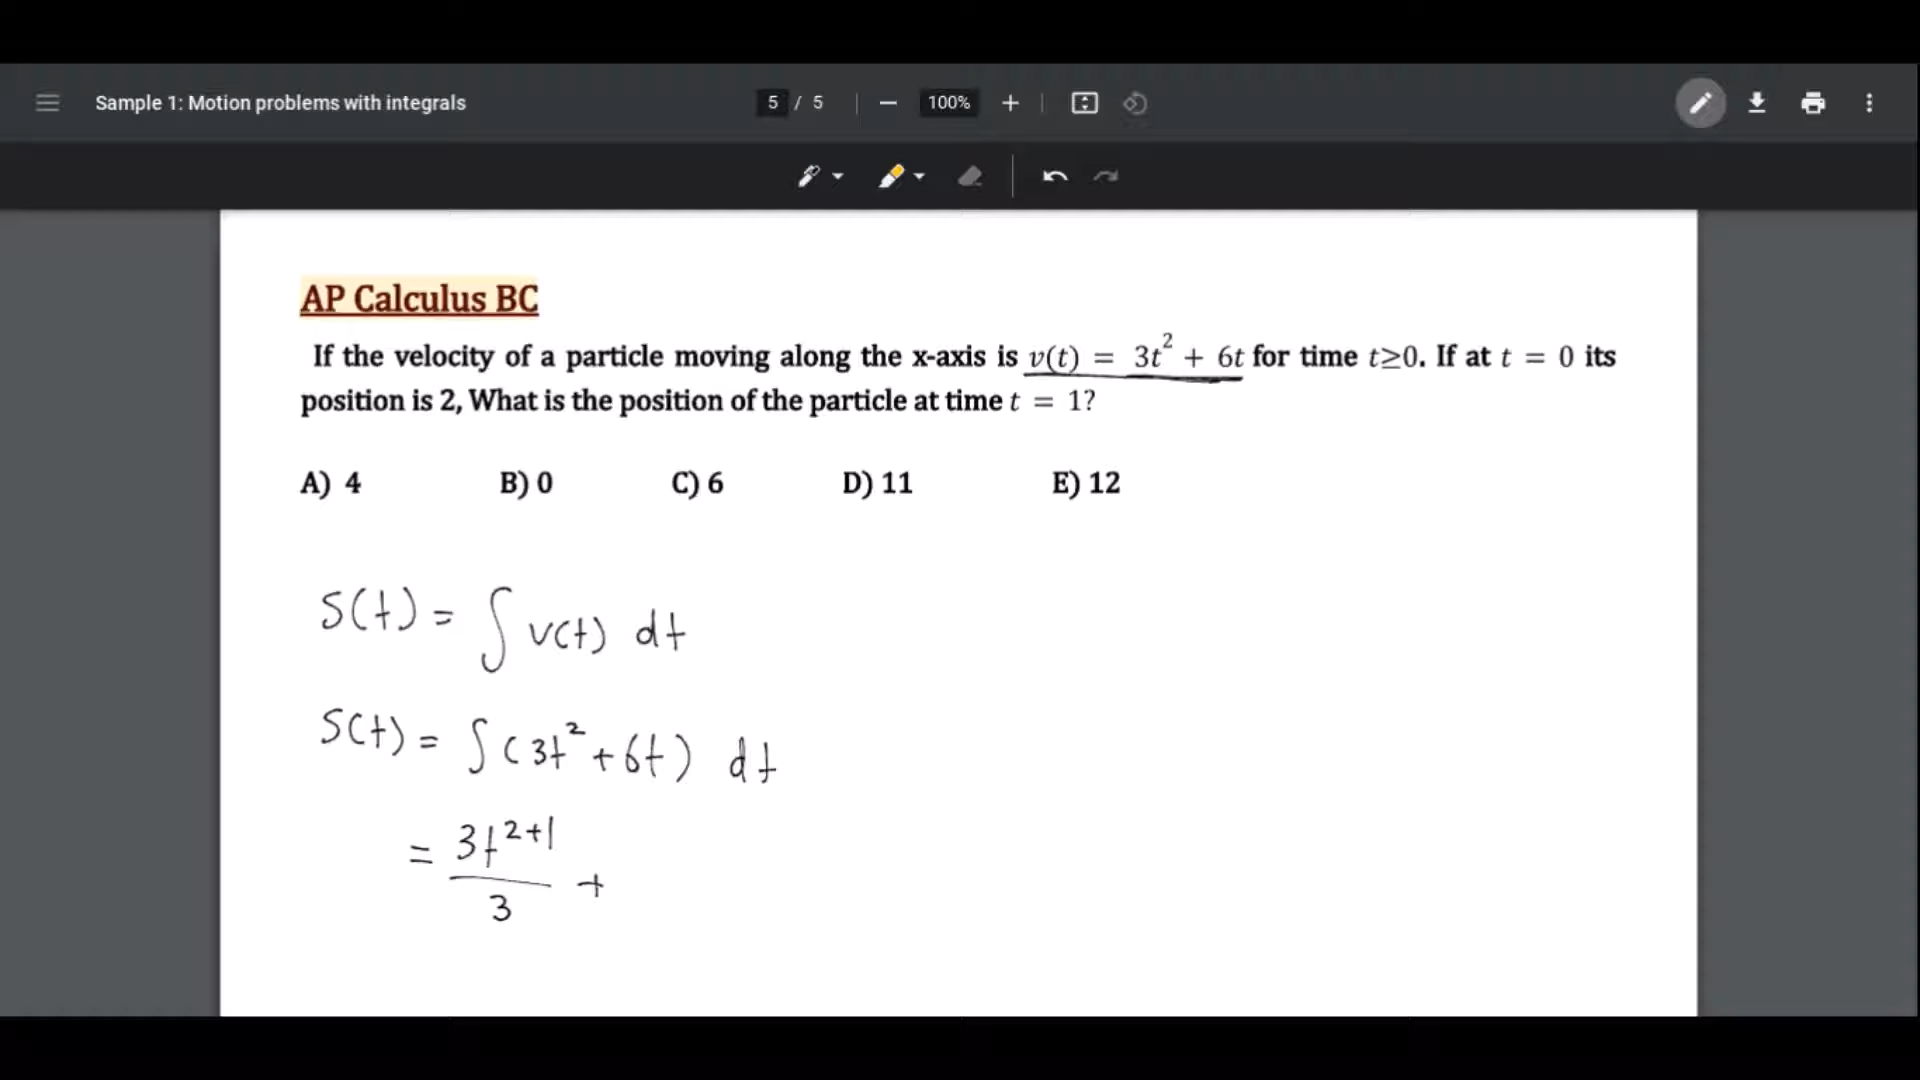 Sample 1: Motion problems with integrals
5 / 5
100%
AP Calculus BC
If the velocity of a particle moving along the x-axis is v(t) = 3t² + 6t for time t≥0. If at t = 0 its
position is 2, What is the position of the particle at time t = 1?
A) 4 B) 0 C) 6 D) 11 E) 12
S(t) = ∫ v(t) dt
S(t) = ∫ (3t² + 6t) dt
= 3t²⁺¹ +
3